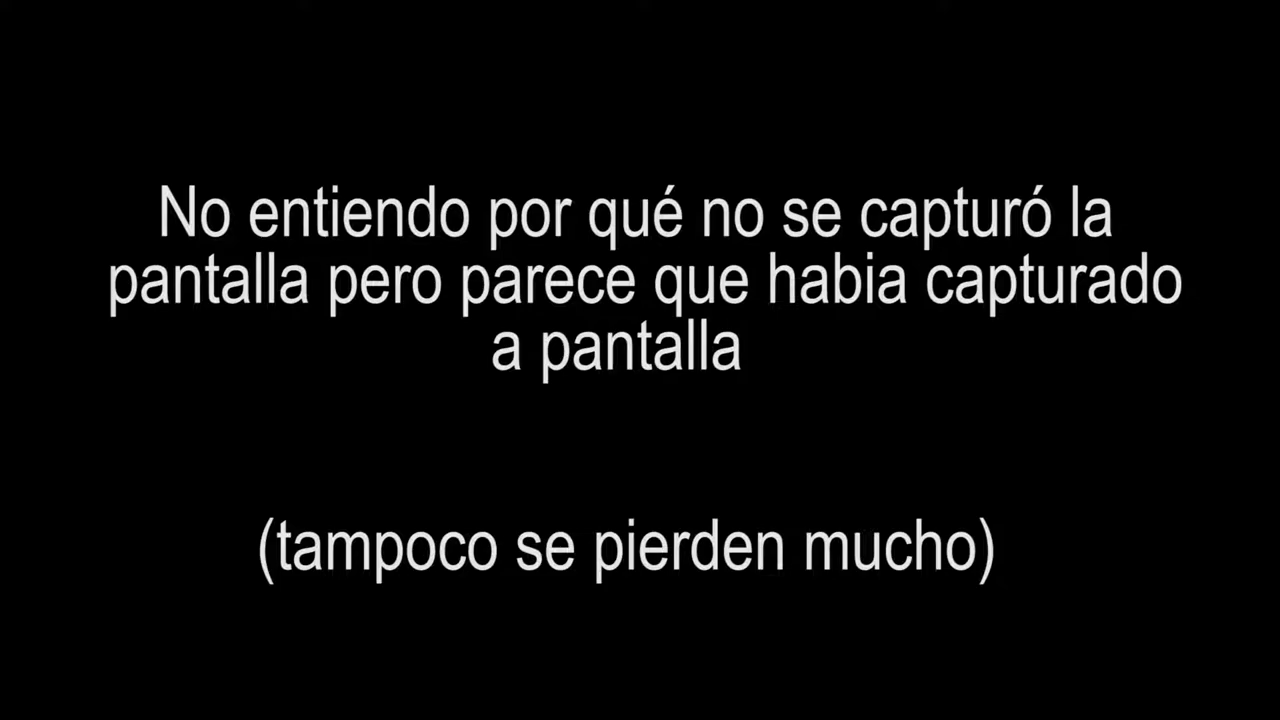 No entiendo por qué no se capturó la
pantalla pero parece que habia capturado
a pantalla
(tampoco se pierden mucho)